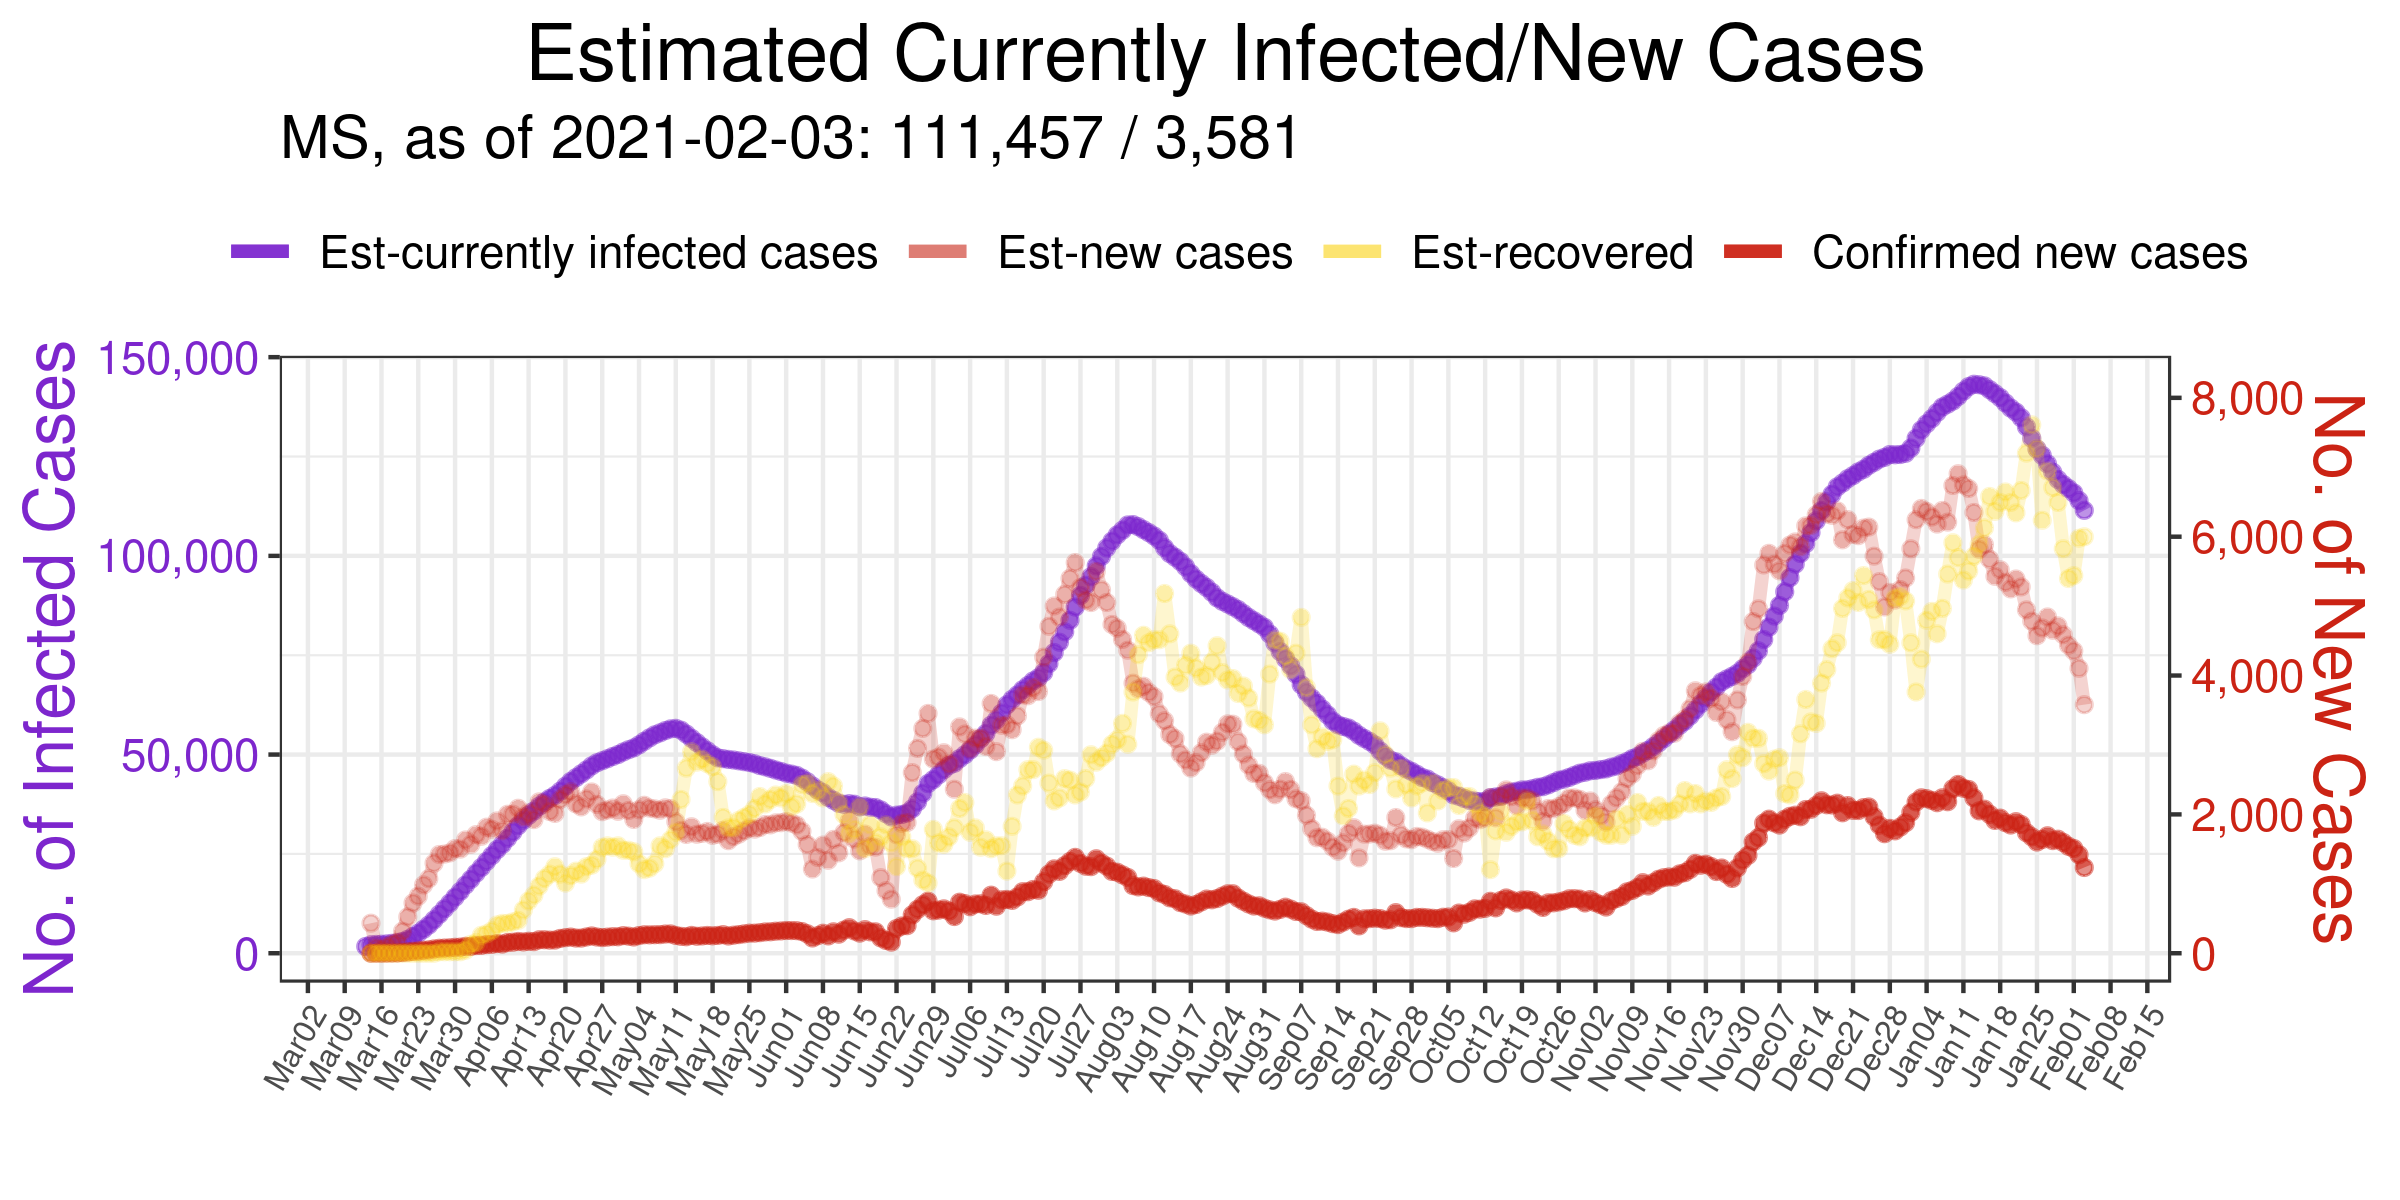 Estimated Currently Infected/New Cases
MS, as of 2021-02-03: 111,457 / 3,581
Est-currently infected cases Est-new cases Est-recovered Confirmed new cases
No. of Infected Cases
150,000
100,000
50,000
0
8,000
6,000
4,000
2,000
0
No. of New Cases
Mar02 Mar09 Mar16 Mar23 Mar30 Apr06 Apr13 Apr20 Apr27 May04 May11 May18 May25 Jun01 Jun08 Jun15 Jun22 Jun29 Jul06 Jul13 Jul20 Jul27 Aug03 Aug10 Aug17 Aug24 Aug31 Sep07 Sep14 Sep21 Sep28 Oct05 Oct12 Oct19 Oct26 Nov02 Nov09 Nov16 Nov23 Nov30 Dec07 Dec14 Dec21 Dec28 Jan04 Jan11 Jan18 Jan25 Feb01 Feb08 Feb15